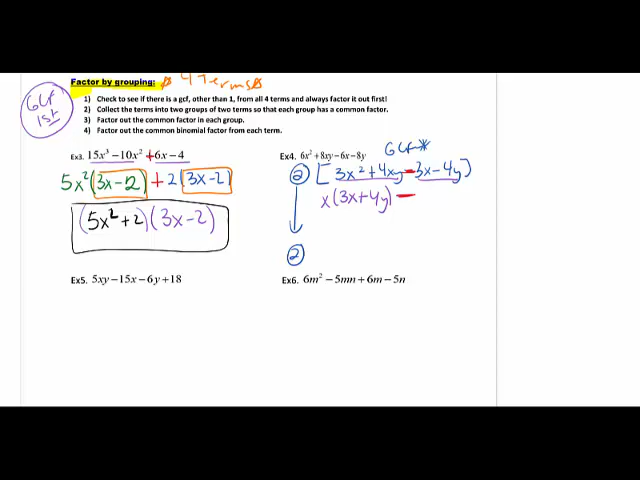 Factor by grouping: * 4 Terms *
GCF 1st
1) Check to see if there is a gcf, other than 1, from all 4 terms and always factor it out first!
2) Collect the terms into two groups of two terms so that each group has a common factor.
3) Factor out the common factor in each group.
4) Factor out the common binomial factor from each term.
Ex3. 15x³ −10x² +6x−4
5x²(3x−2) + 2(3x−2)
(5x²+2)(3x−2)
Ex4. 6x² +8xy −6x −8y
GCF*
2 [3x²+4xy−3x−4y]
x(3x+4y) −
2
Ex5. 5xy −15x −6y +18
Ex6. 6m² −5mn +6m −5n